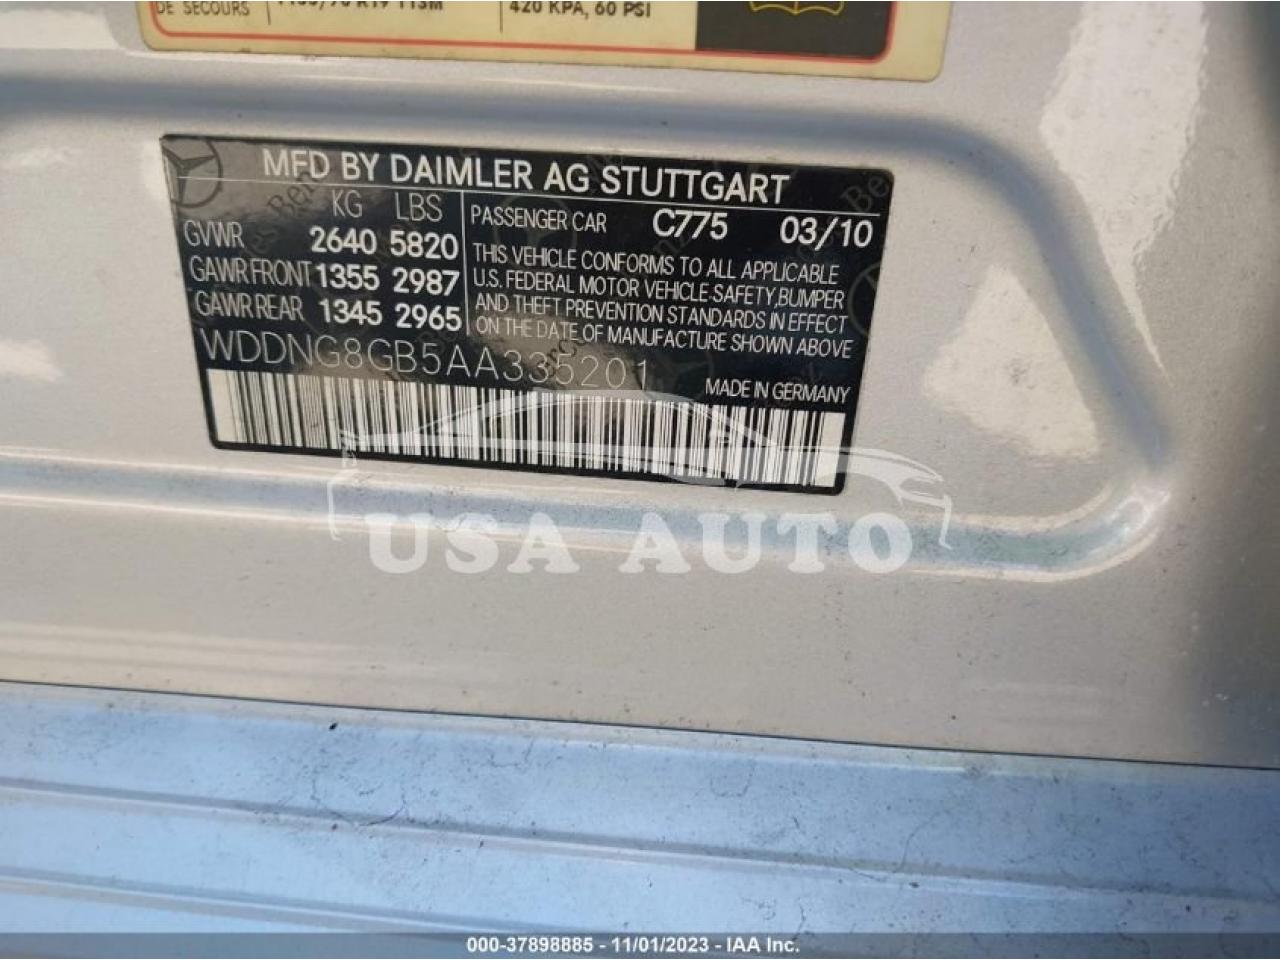 DE SECOURS
420 KPA, 60 PSI
MFD BY DAIMLER AG STUTTGART
KG LBS
GVWR 2640 5820
GAWR FRONT 1355 2987
GAWR REAR 1345 2965
PASSENGER CAR C775 03/10
THIS VEHICLE CONFORMS TO ALL APPLICABLE
U.S. FEDERAL MOTOR VEHICLE SAFETY, BUMPER
AND THEFT PREVENTION STANDARDS IN EFFECT
ON THE DATE OF MANUFACTURE SHOWN ABOVE
WDDNG8GB5AA335201
MADE IN GERMANY
USA AUTO
000-37898885 - 11/01/2023 - IAA Inc.